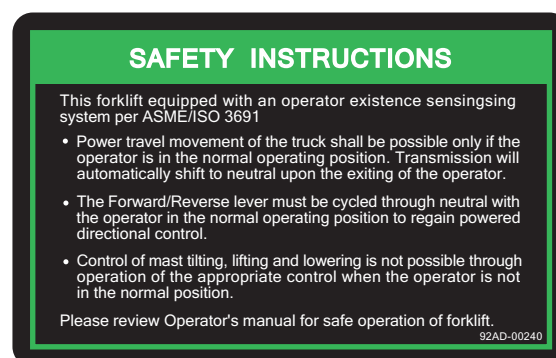 SAFETY INSTRUCTIONS
This forklift equipped with an operator existence sensingsing
system per ASME/ISO 3691
• Power travel movement of the truck shall be possible only if the
operator is in the normal operating position. Transmission will
automatically shift to neutral upon the exiting of the operator.
• The Forward/Reverse lever must be cycled through neutral with
the operator in the normal operating position to regain powered
directional control.
• Control of mast tilting, lifting and lowering is not possible through
operation of the appropriate control when the operator is not
in the normal position.
Please review Operator's manual for safe operation of forklift.
92AD-00240